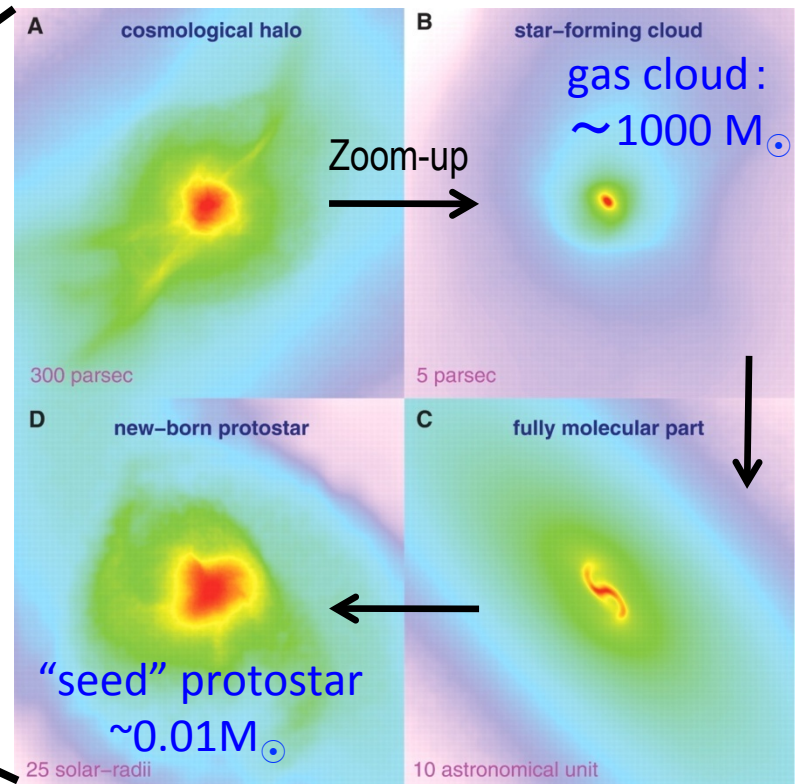 A
cosmological halo
Zoom-up
300 parsec
B
star–forming cloud
gas cloud:
~1000 M☉
5 parsec
D
new–born protostar
“seed” protostar
~0.01M☉
25 solar–radii
C
fully molecular part
10 astronomical unit